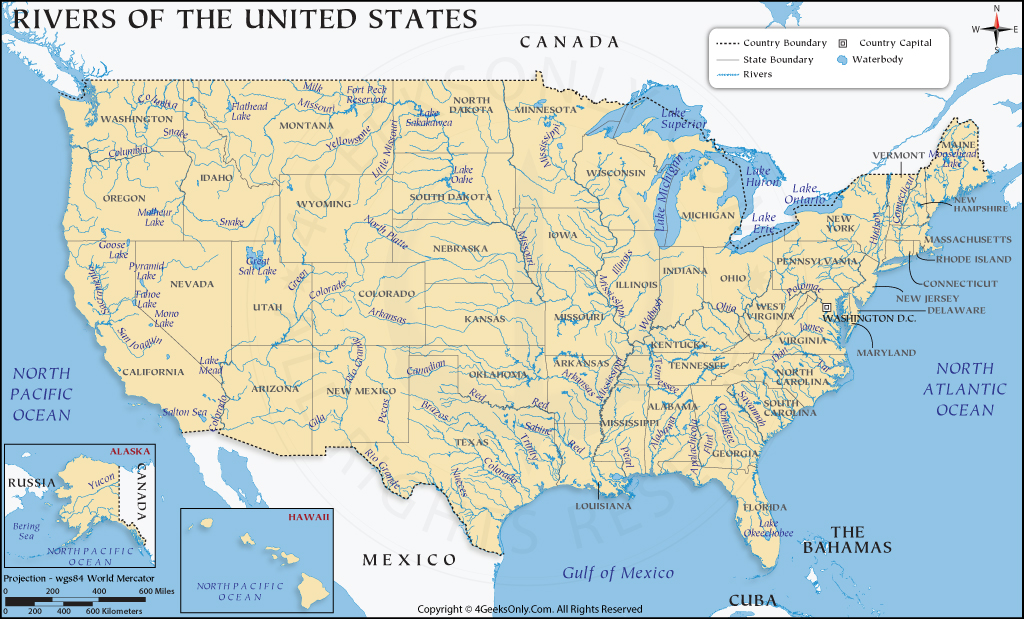 RIVERS OF THE UNITED STATES
CANADA
N
W
E
S
Country Boundary
Country Capital
State Boundary
Waterbody
Rivers
WASHINGTON
Columbia
Snake
Columbia
Flathead
Lake
Milk
Missouri
Fort Peck
Reservoir
MONTANA
Yellowsone
Little Missouri
NORTH
DAKOTA
Lake
Sakakawea
MINNESOTA
Mississippi
Lake
Superior
WISCONSIN
Lake Michigan
MICHIGAN
Lake
Huron
Lake
Ontario
Lake
Erie
VERMONT
MAINE
Moosehead
Lake
NEW
HAMPSHIRE
Connecticut
Hudson
NEW
YORK
MASSACHUSETTS
RHODE ISLAND
CONNECTICUT
NEW JERSEY
DELAWARE
MARYLAND
WASHINGTON D.C.
PENNSYLVANIA
Potomac
OREGON
IDAHO
WYOMING
Malheur
Lake
Snake
Lake
Oahe
SOUTH DAKOTA
North Platte
NEBRASKA
IOWA
Missouri
Goose
Lake
Pyramid
Lake
Sacramento
NEVADA
Great
Salt Lake
Tahoe
Lake
Mono
Lake
San Joaquin
CALIFORNIA
UTAH
Green
Colorado
COLORADO
Arkansas
KANSAS
MISSOURI
Mississippi
Illinois
ILLINOIS
INDIANA
Wabash
OHIO
Ohio
WEST
VIRGINIA
James
VIRGINIA
Dan
Tar
KENTUCKY
TENNESSEE
Tennessee
NORTH
CAROLINA
SOUTH
CAROLINA
Savannah
Lake
Mead
Salton Sea
Colorado
ARIZONA
Gila
NEW MEXICO
Rio Grande
Pecos
Canadian
OKLAHOMA
Red
Red
ARKANSAS
Arkansas
Mississippi
MISSISSIPPI
ALABAMA
Alabama
Apalachicola
Flint
Ocmulgee
GEORGIA
Brazos
TEXAS
Sabine
Trinity
Red
Pearl
Colorado
Nueces
Rio Grande
LOUISIANA
FLORIDA
Lake
Okeechobee
NORTH
PACIFIC
OCEAN
NORTH
ATLANTIC
OCEAN
ALASKA
RUSSIA
Yukon
CANADA
Bering
Sea
NORTH PACIFIC
OCEAN
HAWAII
NORTH PACIFIC
OCEAN
MEXICO
Gulf of Mexico
THE
BAHAMAS
CUBA
Projection - wgs84 World Mercator
0 200 400 600 Miles
0 200 400 600 Kilometers
Copyright © 4GeeksOnly.Com. All Rights Reserved